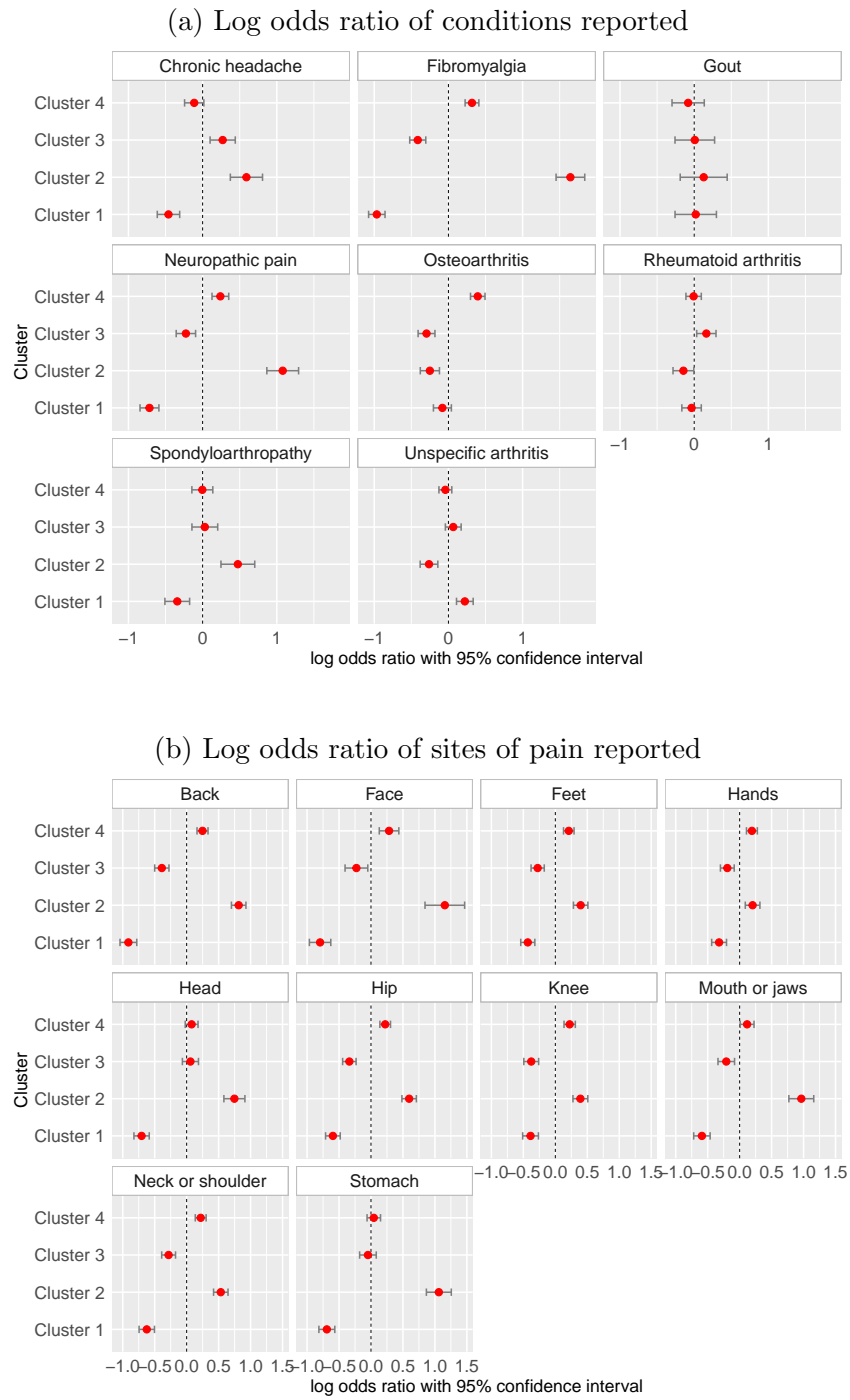 (a) Log odds ratio of conditions reported
Chronic headache Fibromyalgia Gout
Cluster 4
Cluster 3
Cluster 2
Cluster 1
Neuropathic pain Osteoarthritis Rheumatoid arthritis
Cluster 4
Cluster 3
Cluster 2
Cluster 1
Cluster
−1 0 1
Spondyloarthropathy Unspecific arthritis
Cluster 4
Cluster 3
Cluster 2
Cluster 1
−1 0 1 −1 0 1
log odds ratio with 95% confidence interval
(b) Log odds ratio of sites of pain reported
Back Face Feet Hands
Cluster 4
Cluster 3
Cluster 2
Cluster 1
Head Hip Knee Mouth or jaws
Cluster 4
Cluster 3
Cluster 2
Cluster 1
Cluster
−1.0−0.5 0.0 0.5 1.0 1.5 −1.0−0.5 0.0 0.5 1.0 1.5
Neck or shoulder Stomach
Cluster 4
Cluster 3
Cluster 2
Cluster 1
−1.0−0.5 0.0 0.5 1.0 1.5 −1.0−0.5 0.0 0.5 1.0 1.5
log odds ratio with 95% confidence interval